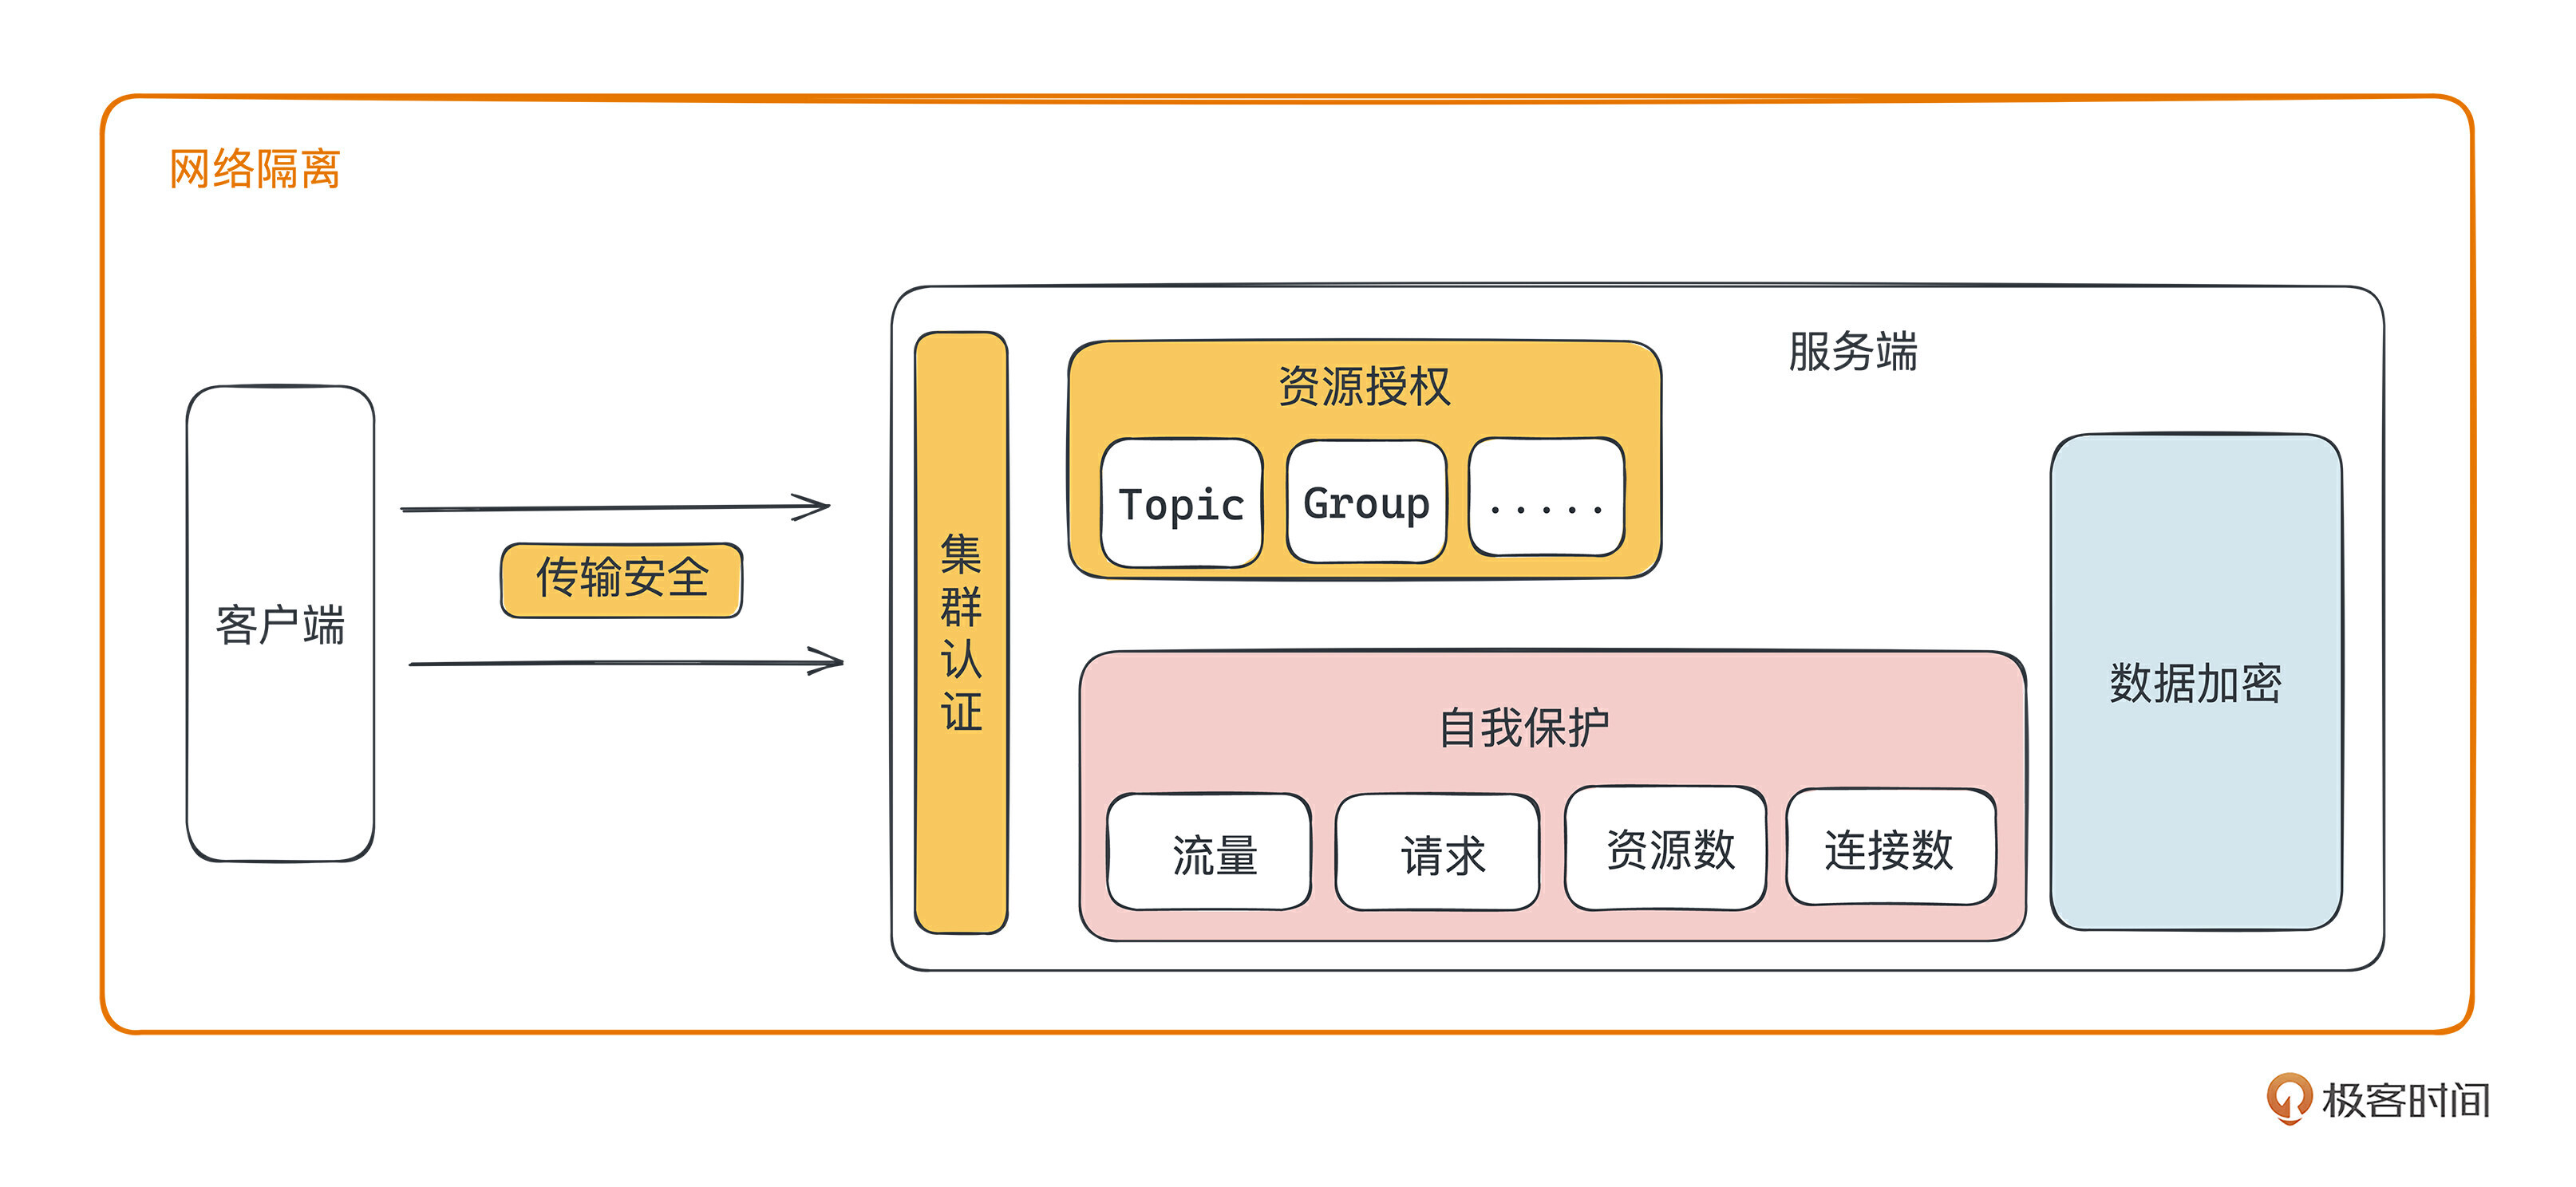 网络隔离
客户端
传输安全
服务端
集群认证
资源授权
Topic
Group
.....
自我保护
流量
请求
资源数
连接数
数据加密
极客时间